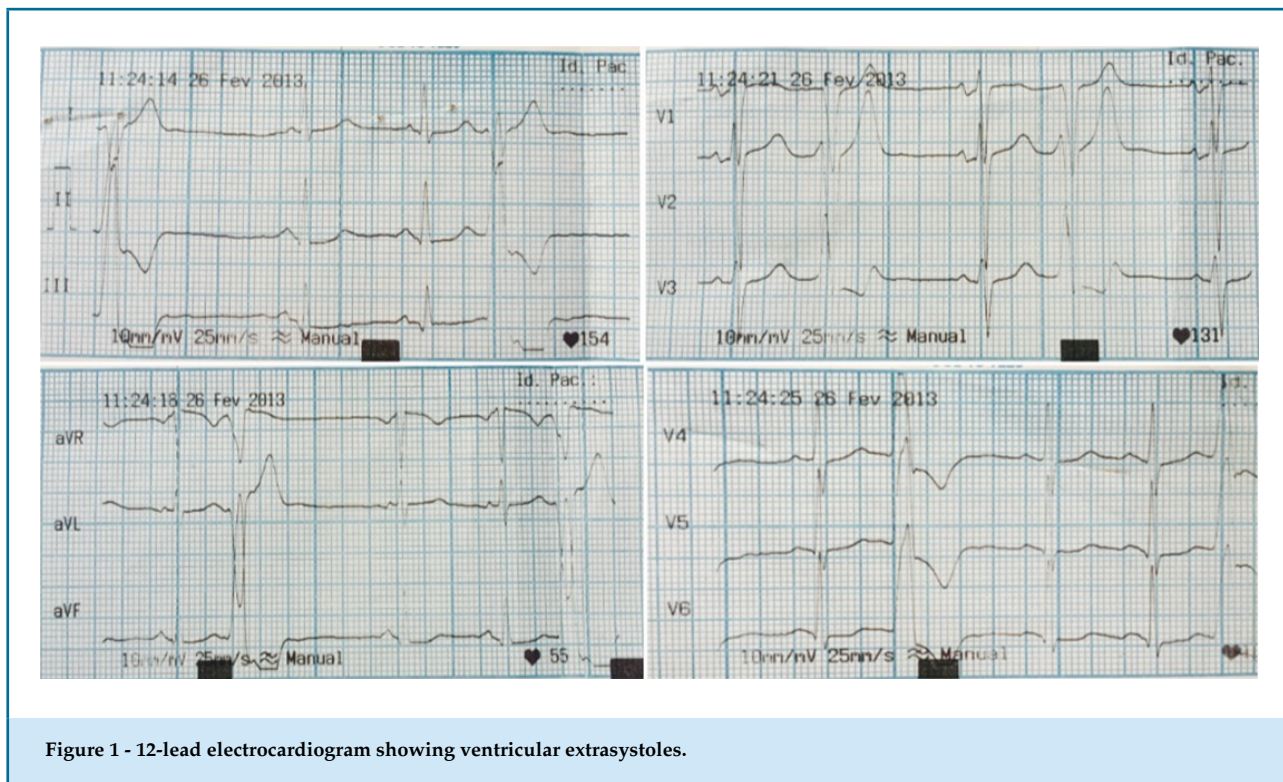 11:24:14 26 Fev 2013
Id. Pac
I
II
III
10mm/mV 25mm/s ≈ Manual
♥154
11:24:21 26 Fev 2013
Id. Pac.
V1
V2
V3
10mm/mV 25mm/s ≈ Manual
♥131
11:24:18 26 Fev 2013
Id. Pac.:
aVR
aVL
aVF
10mm/mV 25mm/s ≈ Manual
♥ 55
11:24:25 26 Fev 2013
Id.
V4
V5
V6
10mm/mV 25mm/s ≈ Manual
Figure 1 - 12-lead electrocardiogram showing ventricular extrasystoles.